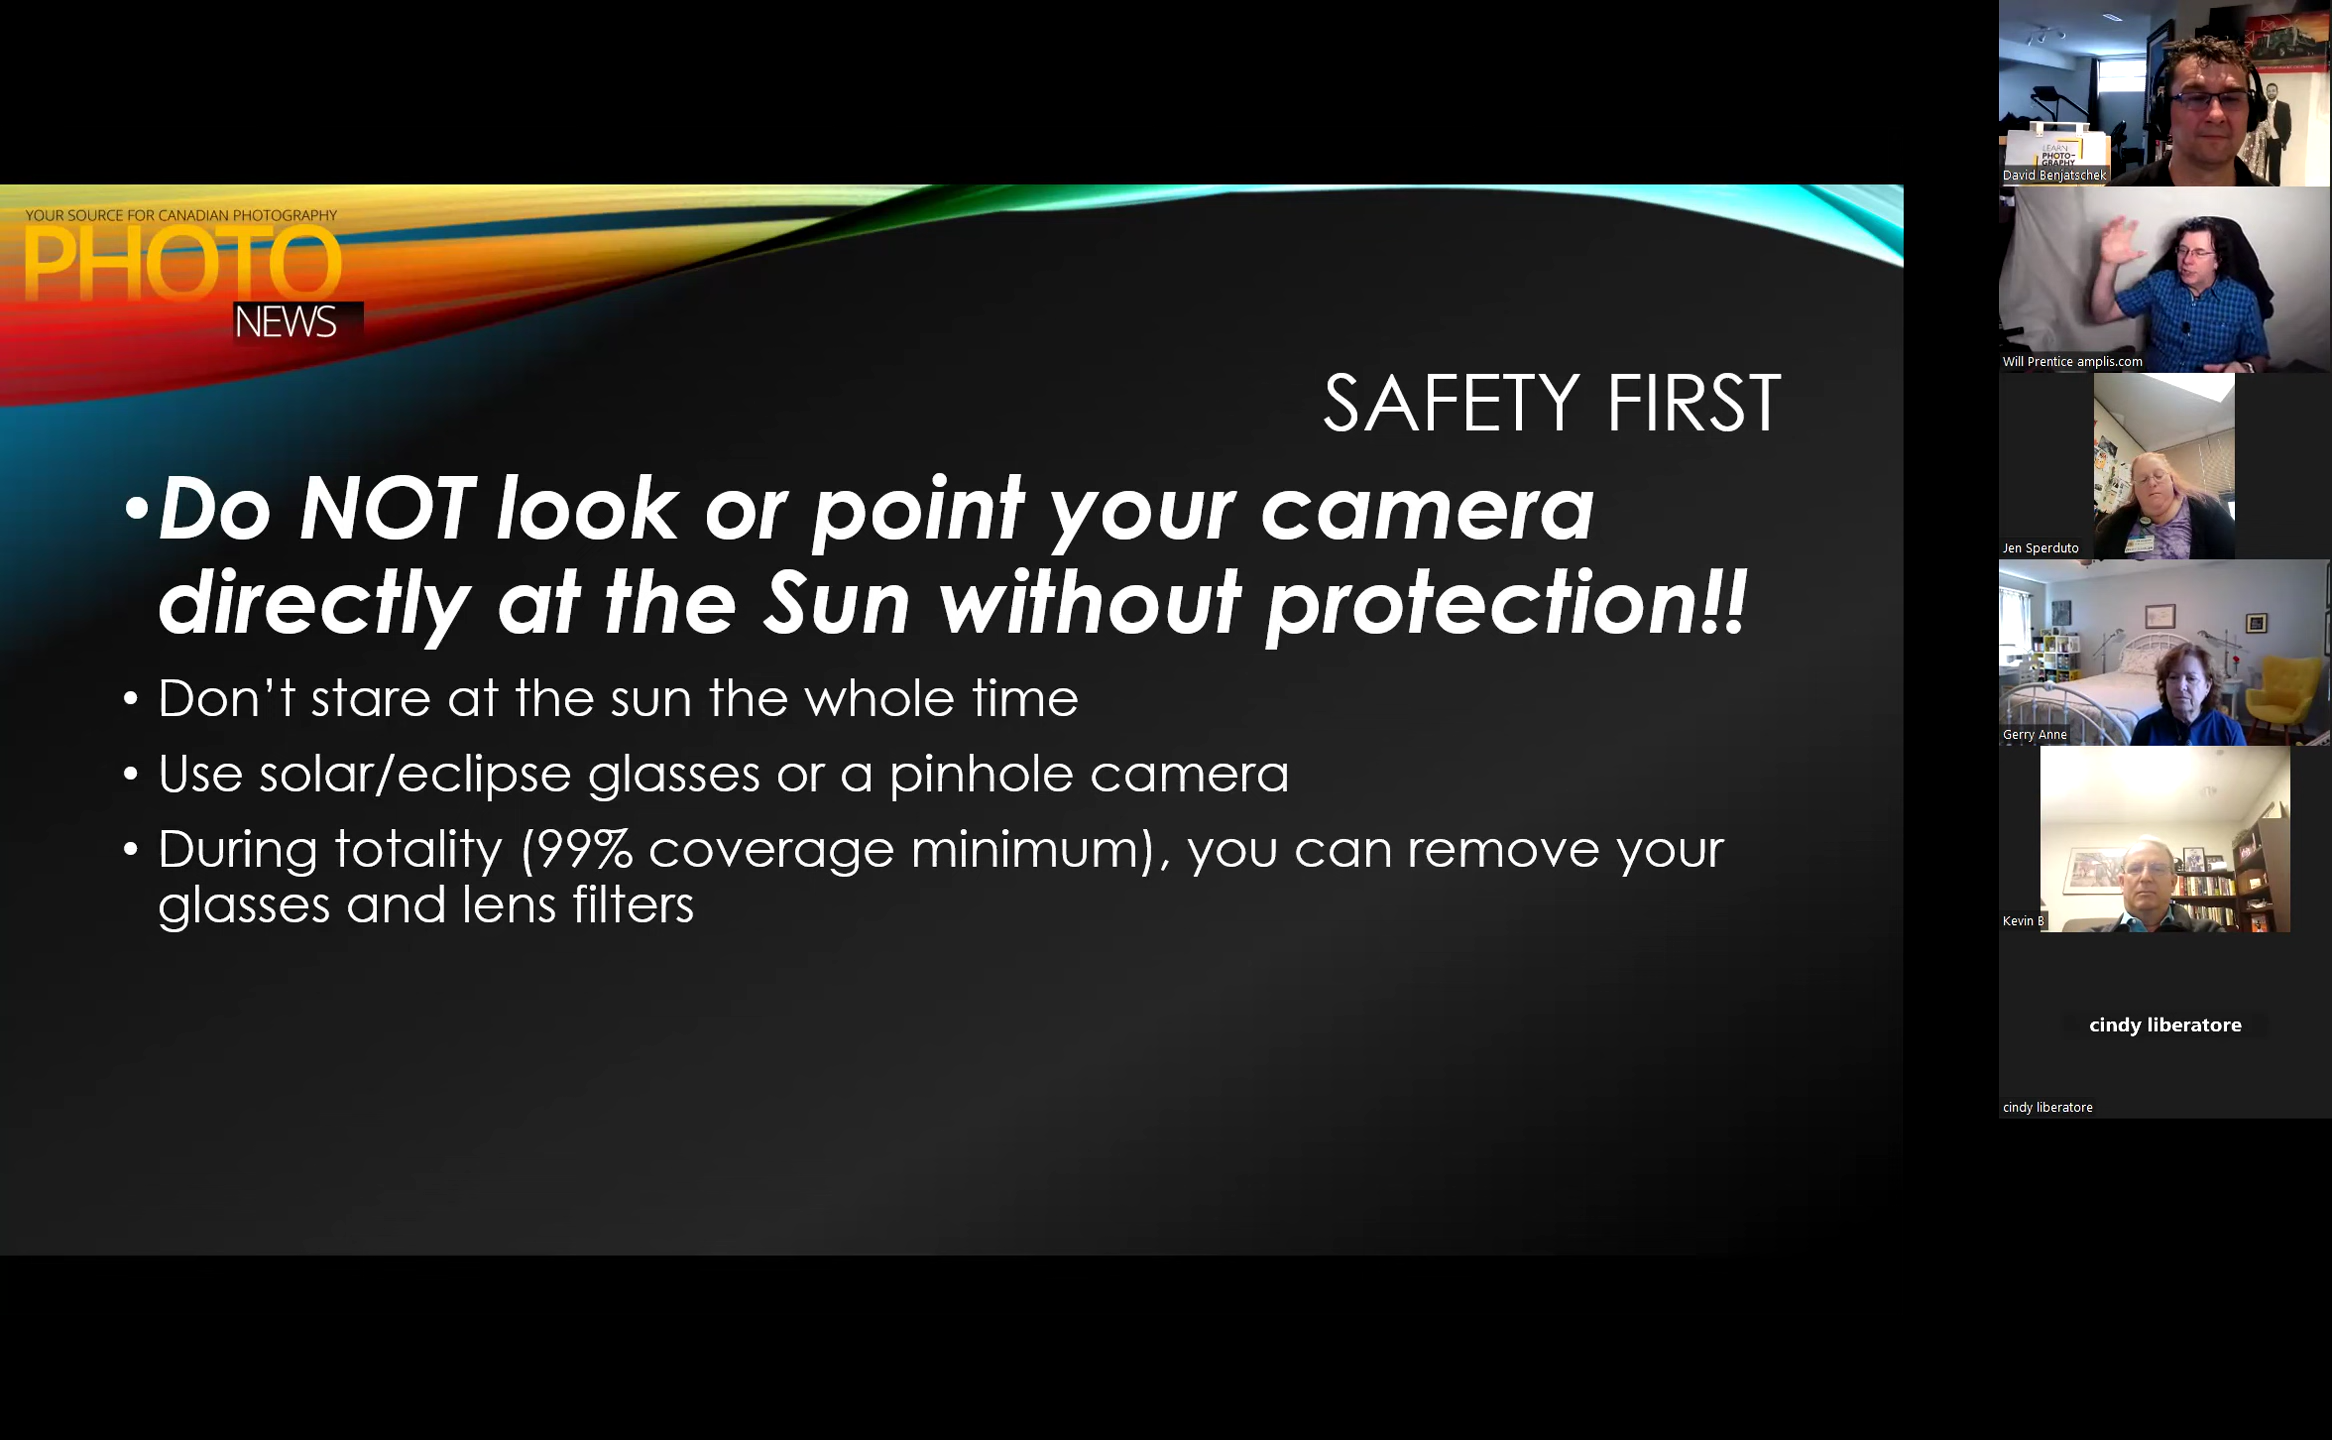 YOUR SOURCE FOR CANADIAN PHOTOGRAPHY
PHOTO
NEWS
SAFETY FIRST
•Do NOT look or point your camera
directly at the Sun without protection!!
• Don’t stare at the sun the whole time
• Use solar/eclipse glasses or a pinhole camera
• During totality (99% coverage minimum), you can remove your
glasses and lens filters
LEARN
PHOTO-
GRAPHY
David Benjatschek
Will Prentice amplis.com
Jen Sperduto
Gerry Anne
Kevin B
cindy liberatore
cindy liberatore